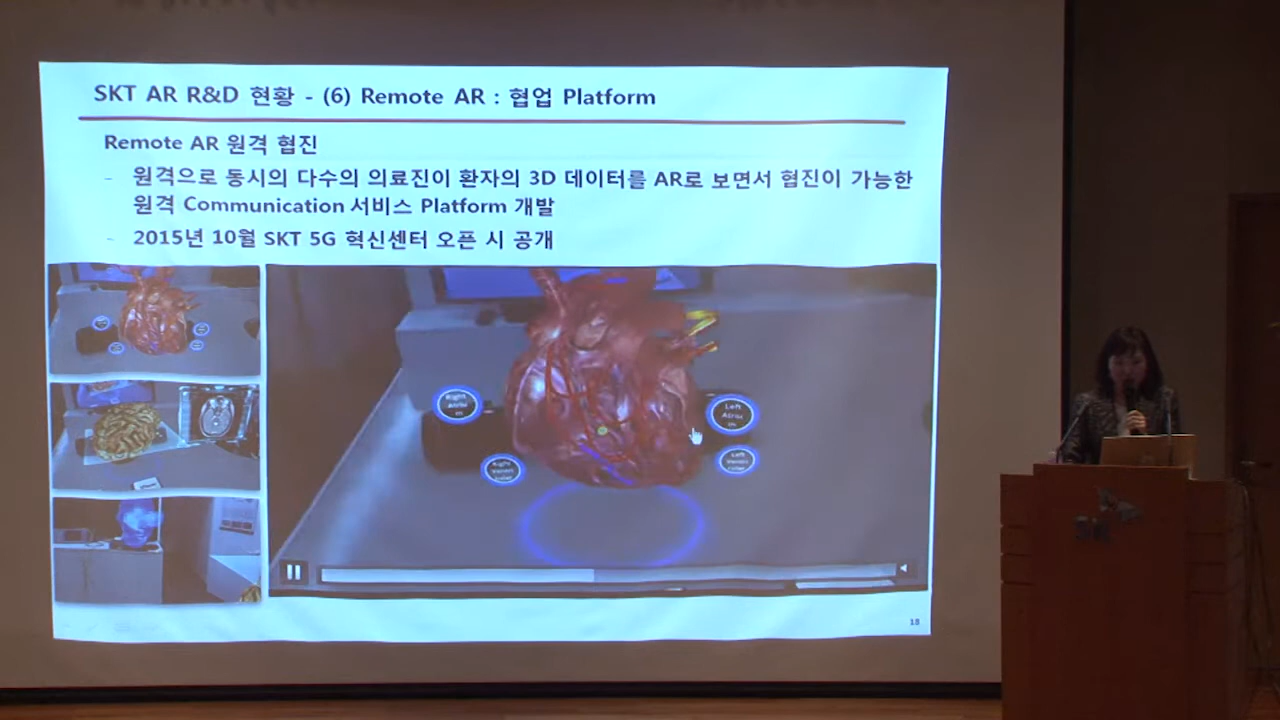 SKT AR R&D 현황 - (6) Remote AR : 협업 Platform
Remote AR 원격 협진
- 원격으로 동시의 다수의 의료진이 환자의 3D 데이터를 AR로 보면서 협진이 가능한
원격 Communication 서비스 Platform 개발
- 2015년 10월 SKT 5G 혁신센터 오픈 시 공개
Right
Left
Right
Left
18